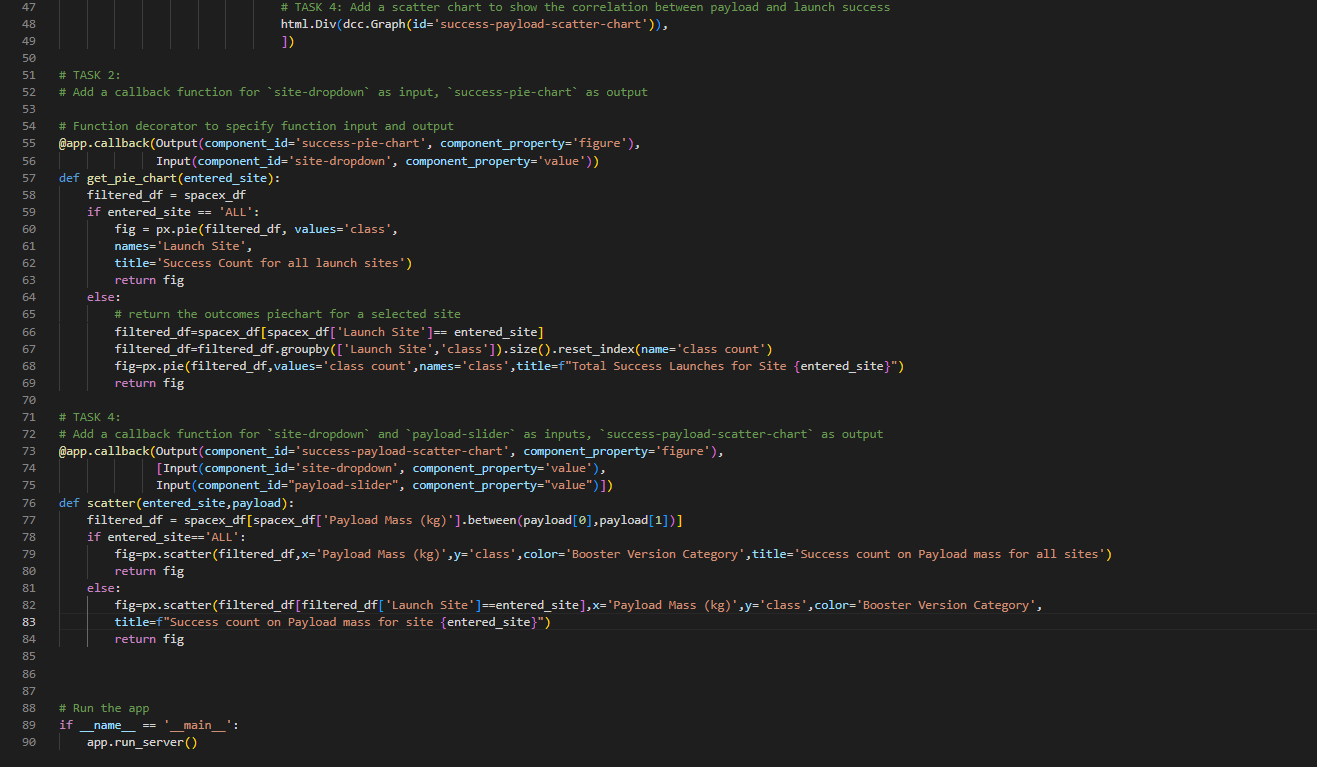 47 # TASK 4: Add a scatter chart to show the correlation between payload and launch success
48 html.Div(dcc.Graph(id='success-payload-scatter-chart')),
49 ])
50
51 # TASK 2:
52 # Add a callback function for `site-dropdown` as input, `success-pie-chart` as output
53
54 # Function decorator to specify function input and output
55 @app.callback(Output(component_id='success-pie-chart', component_property='figure'),
56 Input(component_id='site-dropdown', component_property='value'))
57 def get_pie_chart(entered_site):
58 filtered_df = spacex_df
59 if entered_site == 'ALL':
60 fig = px.pie(filtered_df, values='class',
61 names='Launch Site',
62 title='Success Count for all launch sites')
63 return fig
64 else:
65 # return the outcomes piechart for a selected site
66 filtered_df=spacex_df[spacex_df['Launch Site']== entered_site]
67 filtered_df=filtered_df.groupby(['Launch Site','class']).size().reset_index(name='class count')
68 fig=px.pie(filtered_df,values='class count',names='class',title=f"Total Success Launches for Site {entered_site}")
69 return fig
70
71 # TASK 4:
72 # Add a callback function for `site-dropdown` and `payload-slider` as inputs, `success-payload-scatter-chart` as output
73 @app.callback(Output(component_id='success-payload-scatter-chart', component_property='figure'),
74 [Input(component_id='site-dropdown', component_property='value'),
75 Input(component_id="payload-slider", component_property="value")])
76 def scatter(entered_site,payload):
77 filtered_df = spacex_df[spacex_df['Payload Mass (kg)'].between(payload[0],payload[1])]
78 if entered_site=='ALL':
79 fig=px.scatter(filtered_df,x='Payload Mass (kg)',y='class',color='Booster Version Category',title='Success count on Payload mass for all sites')
80 return fig
81 else:
82 fig=px.scatter(filtered_df[filtered_df['Launch Site']==entered_site],x='Payload Mass (kg)',y='class',color='Booster Version Category',
83 title=f"Success count on Payload mass for site {entered_site}")
84 return fig
85
86
87
88 # Run the app
89 if __name__ == '__main__':
90 app.run_server()